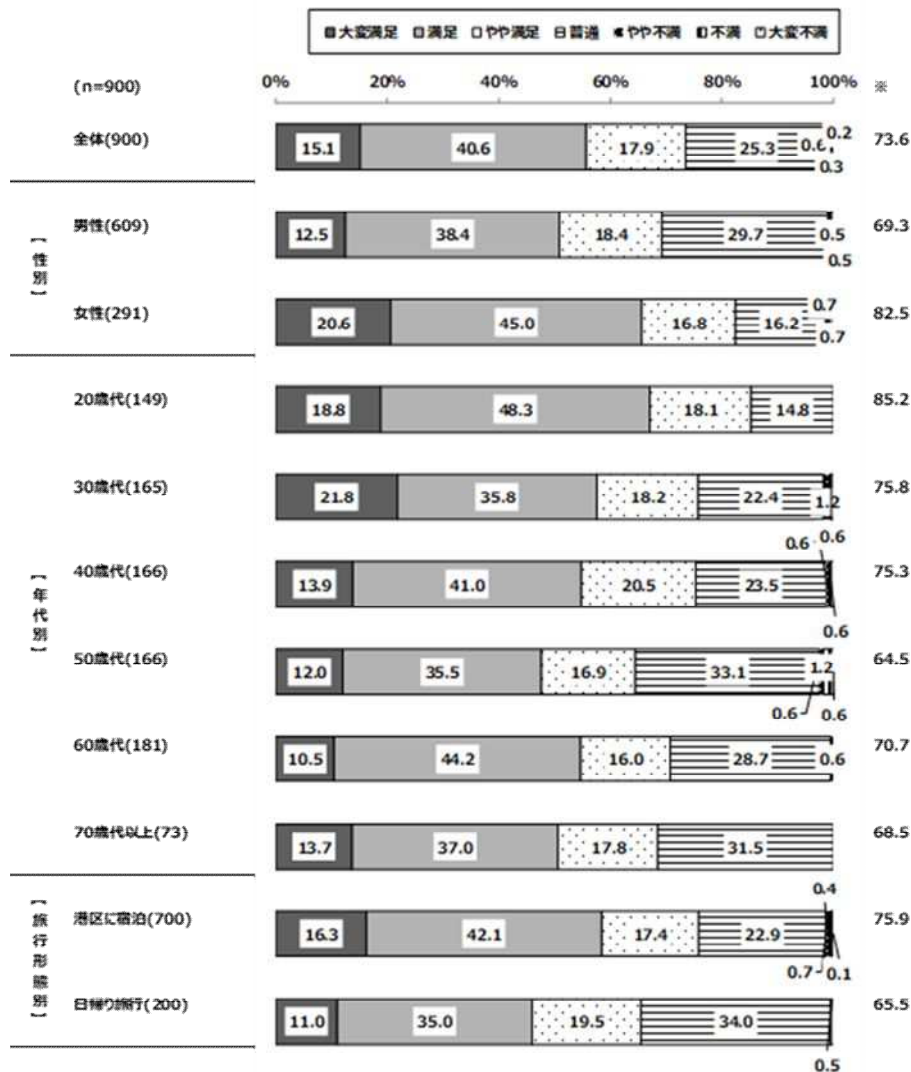 大変満足 満足 やや満足 普通 やや不満 不満 大変不満
(n=900) 0% 20% 40% 60% 80% 100% ※
全体(900) 15.1 40.6 17.9 25.3 0.6 0.2 0.3 73.6
【性別】
男性(609) 12.5 38.4 18.4 29.7 0.5 0.5 69.3
女性(291) 20.6 45.0 16.8 16.2 0.7 0.7 82.5
【年代別】
20歳代(149) 18.8 48.3 18.1 14.8 85.2
30歳代(165) 21.8 35.8 18.2 22.4 1.2 0.6 75.8
40歳代(166) 13.9 41.0 20.5 23.5 0.6 0.6 75.3
50歳代(166) 12.0 35.5 16.9 33.1 1.2 0.6 0.6 64.5
60歳代(181) 10.5 44.2 16.0 28.7 0.6 70.7
70歳代以上(73) 13.7 37.0 17.8 31.5 68.5
【旅行形態別】
港区に宿泊(700) 16.3 42.1 17.4 22.9 0.7 0.4 0.1 75.9
日帰り旅行(200) 11.0 35.0 19.5 34.0 0.5 65.5